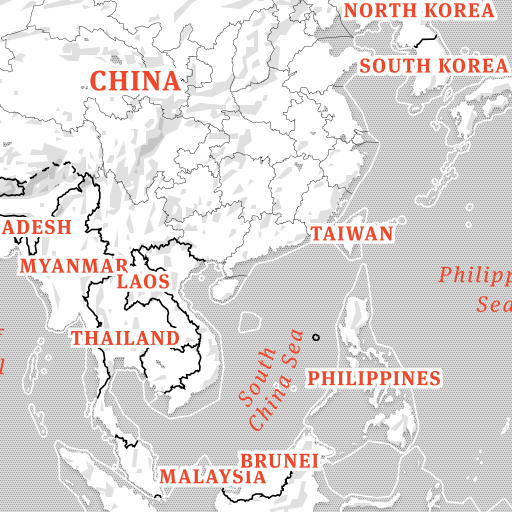 NORTH KOREA
SOUTH KOREA
CHINA
ADESH
TAIWAN
MYANMAR
LAOS
Philipp
Sea
THAILAND
South
China Sea
PHILIPPINES
BRUNEI
MALAYSIA